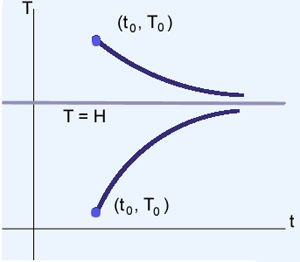 T
(t₀, T₀)
T = H
(t₀, T₀)
t